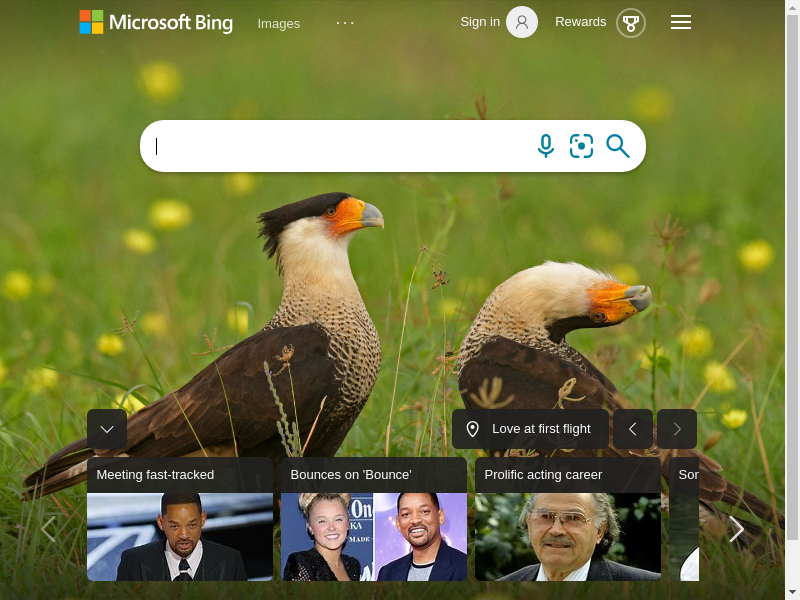 Microsoft Bing
Images
...
Sign in
Rewards
Love at first flight
Meeting fast-tracked
Bounces on 'Bounce'
Prolific acting career